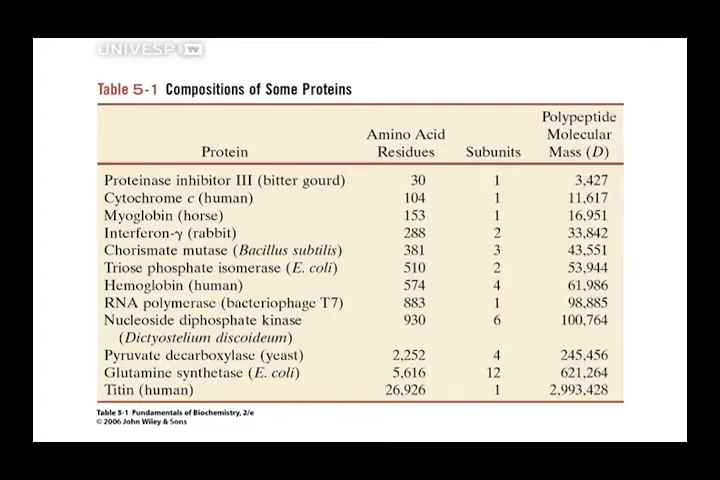 UNIVESP TV
Table 5-1 Compositions of Some Proteins
Protein Amino Acid Residues Subunits Polypeptide Molecular Mass (D)
Proteinase inhibitor III (bitter gourd) 30 1 3,427
Cytochrome c (human) 104 1 11,617
Myoglobin (horse) 153 1 16,951
Interferon-γ (rabbit) 288 2 33,842
Chorismate mutase (Bacillus subtilis) 381 3 43,551
Triose phosphate isomerase (E. coli) 510 2 53,944
Hemoglobin (human) 574 4 61,986
RNA polymerase (bacteriophage T7) 883 1 98,885
Nucleoside diphosphate kinase 930 6 100,764
(Dictyostelium discoideum)
Pyruvate decarboxylase (yeast) 2,252 4 245,456
Glutamine synthetase (E. coli) 5,616 12 621,264
Titin (human) 26,926 1 2,993,428
Table 5-1 Fundamentals of Biochemistry, 2/e
© 2006 John Wiley & Sons